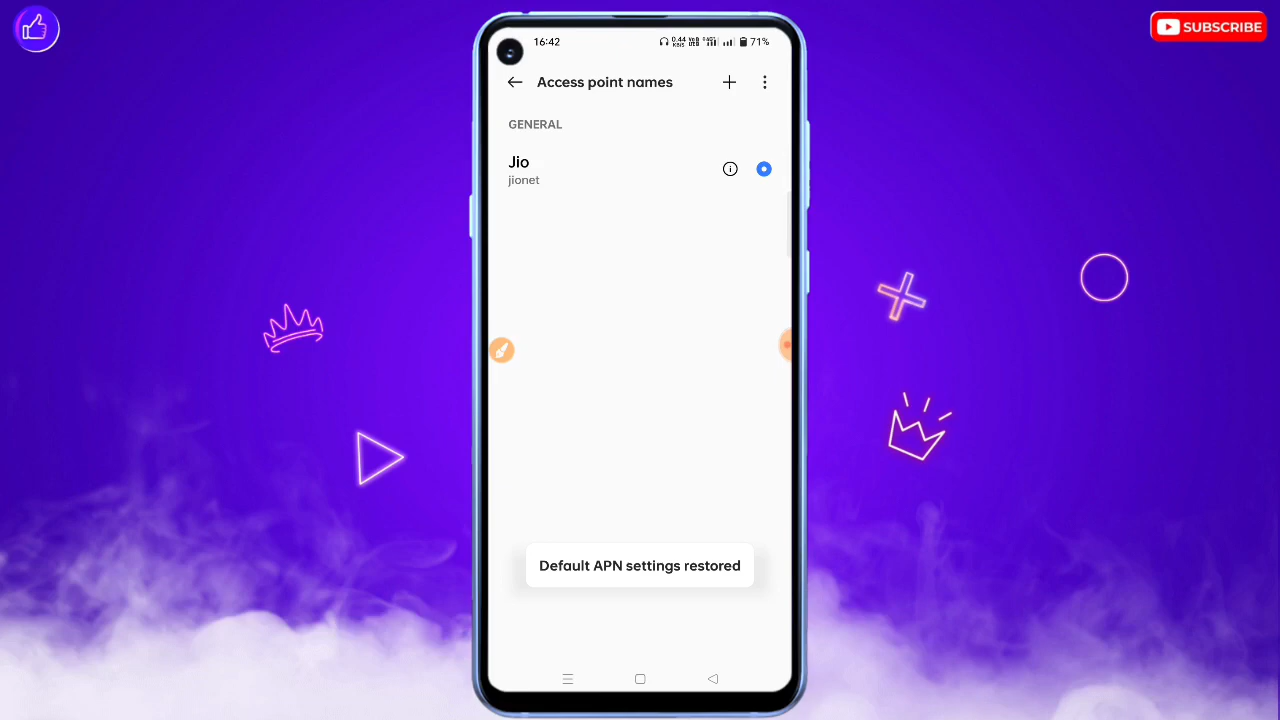 SUBSCRIBE
16:42
0.44
KB/S
71%
Access point names
GENERAL
Jio
jionet
Default APN settings restored